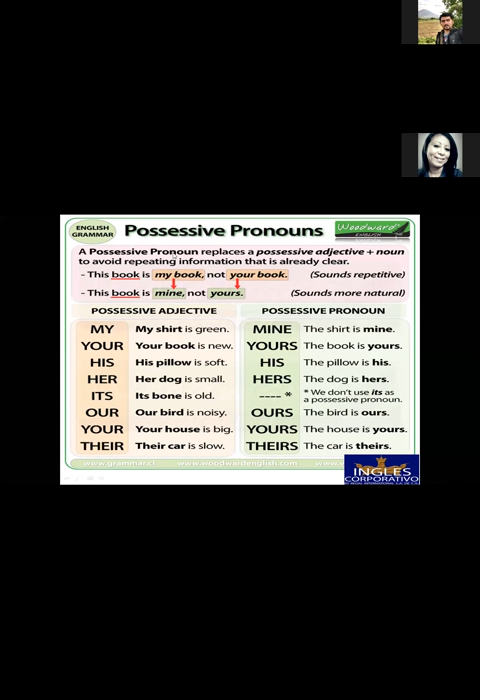 ENGLISH
GRAMMAR
Possessive Pronouns
Woodward
ENGLISH
A Possessive Pronoun replaces a possessive adjective + noun
to avoid repeating information that is already clear.
- This book is my book, not your book. (Sounds repetitive)
- This book is mine, not yours. (Sounds more natural)
POSSESSIVE ADJECTIVE POSSESSIVE PRONOUN
MY My shirt is green. MINE The shirt is mine.
YOUR Your book is new. YOURS The book is yours.
HIS His pillow is soft. HIS The pillow is his.
HER Her dog is small. HERS The dog is hers.
ITS Its bone is old. ---- * * We don't use its as
a possessive pronoun.
OUR Our bird is noisy. OURS The bird is ours.
YOUR Your house is big. YOURS The house is yours.
THEIR Their car is slow. THEIRS The car is theirs.
www.grammar.cl www.woodwardenglish.com
INGLES
CORPORATIVO